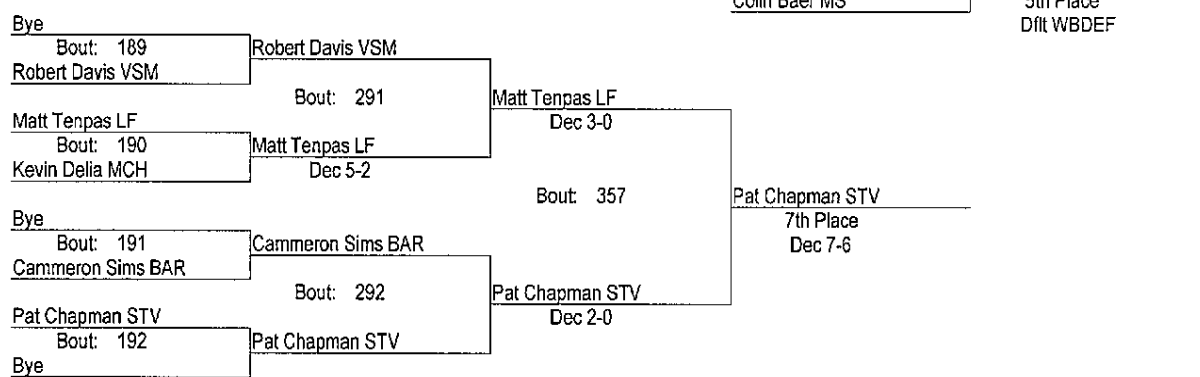 Colin Baer MS
5th Place
Dflt WBDEF
Bye
Bout: 189
Robert Davis VSM
Robert Davis VSM
Bout: 291
Matt Tenpas LF
Dec 3-0
Matt Tenpas LF
Bout: 190
Kevin Delia MCH
Matt Tenpas LF
Dec 5-2
Bout: 357
Pat Chapman STV
7th Place
Dec 7-6
Bye
Bout: 191
Cammeron Sims BAR
Cammeron Sims BAR
Bout: 292
Pat Chapman STV
Dec 2-0
Pat Chapman STV
Bout: 192
Bye
Pat Chapman STV